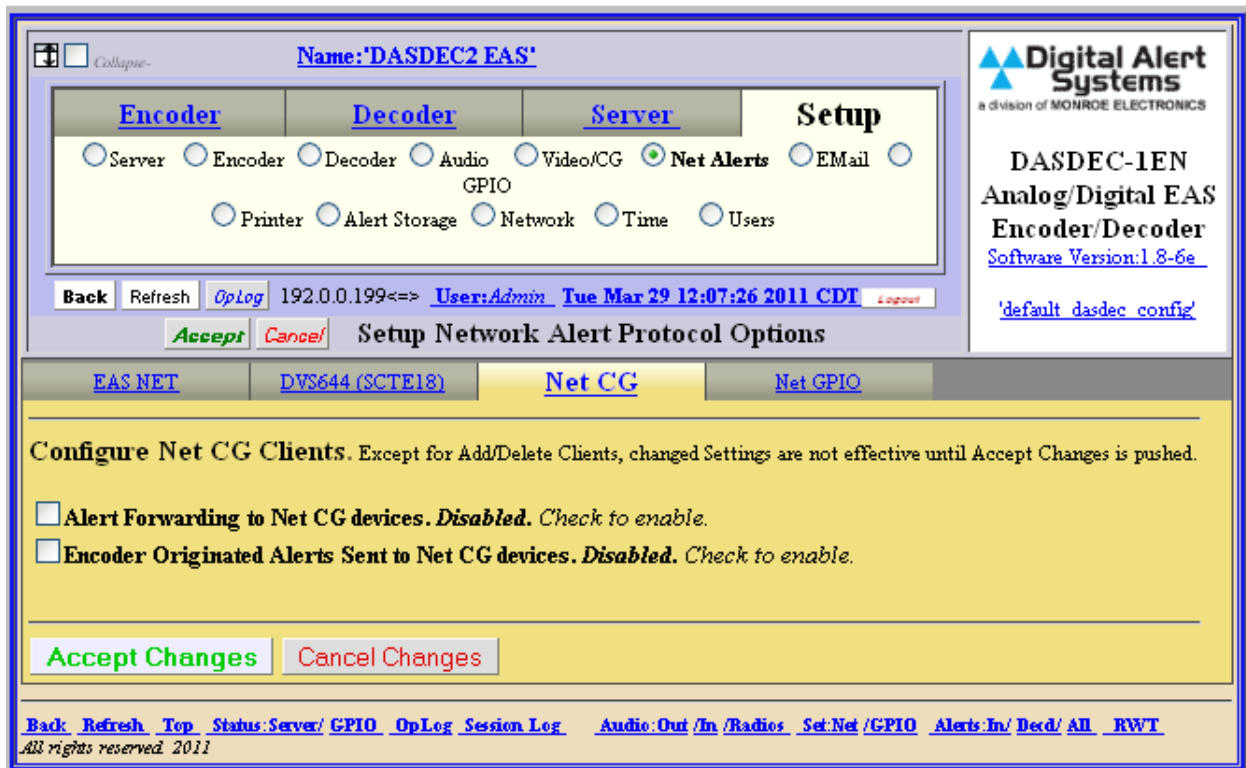 Collapse-
Name:'DASDEC2 EAS'
Encoder Decoder Server Setup
Server Encoder Decoder Audio Video/CG Net Alerts EMail
GPIO
Printer Alert Storage Network Time Users
Back Refresh OpLog 192.0.0.199<=> User:Admin Tue Mar 29 12:07:26 2011 CDT Logout
Accept Cancel Setup Network Alert Protocol Options
Digital Alert
Systems
a division of MONROE ELECTRONICS
DASDEC-1EN
Analog/Digital EAS
Encoder/Decoder
Software Version:1.8-6e
'default_dasdec_config'
EAS NET DVS644 (SCTE18) Net CG Net GPIO
Configure Net CG Clients. Except for Add/Delete Clients, changed Settings are not effective until Accept Changes is pushed.
Alert Forwarding to Net CG devices. Disabled. Check to enable.
Encoder Originated Alerts Sent to Net CG devices. Disabled. Check to enable.
Accept Changes Cancel Changes
Back Refresh Top Status:Server/ GPIO OpLog Session Log Audio:Out /In /Radios Set:Net /GPIO Alerts:In/ Decd/ All RWT
All rights reserved. 2011